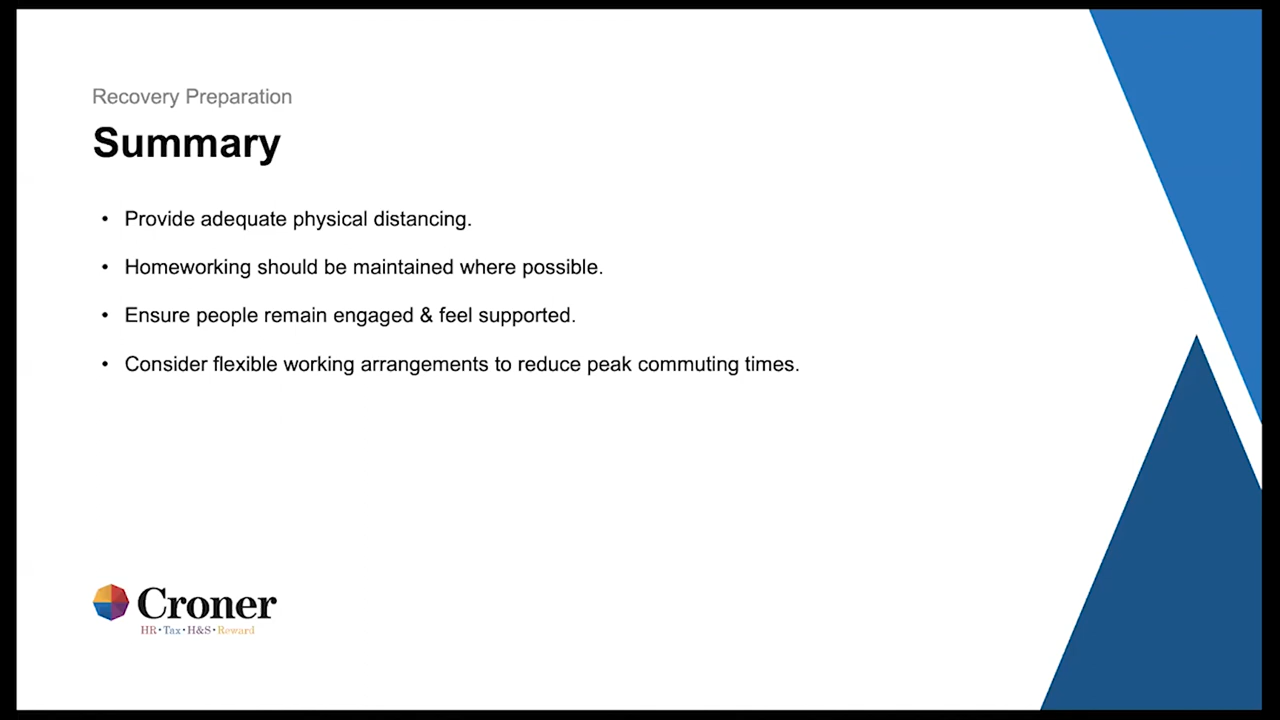 Recovery Preparation
Summary
• Provide adequate physical distancing.
• Homeworking should be maintained where possible.
• Ensure people remain engaged & feel supported.
• Consider flexible working arrangements to reduce peak commuting times.
Croner
HR•Tax•H&S•Reward